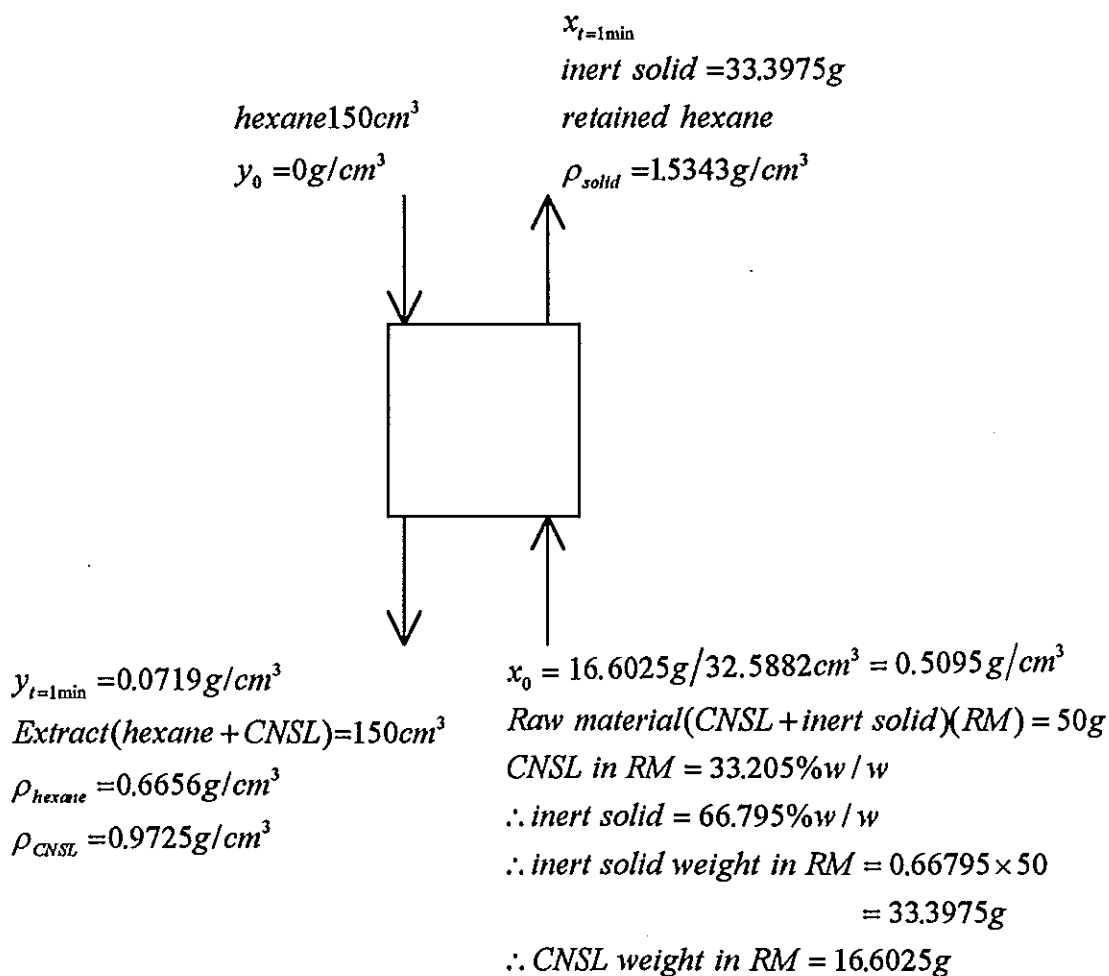 x_{t=1min}
inert solid =33.3975g
retained hexane
ρ_{solid} =1.5343g/cm³
hexane150cm³
y₀ =0g/cm³
y_{t=1min} =0.0719g/cm³
Extract(hexane+CNSL)=150cm³
ρ_{hexane} =0.6656g/cm³
ρ_{CNSL} =0.9725g/cm³
x₀ = 16.6025g/32.5882cm³ = 0.5095g/cm³
Raw material(CNSL+inert solid)(RM) = 50g
CNSL in RM = 33.205%w/w
∴ inert solid = 66.795%w/w
∴ inert solid weight in RM = 0.66795×50
= 33.3975g
∴ CNSL weight in RM = 16.6025g